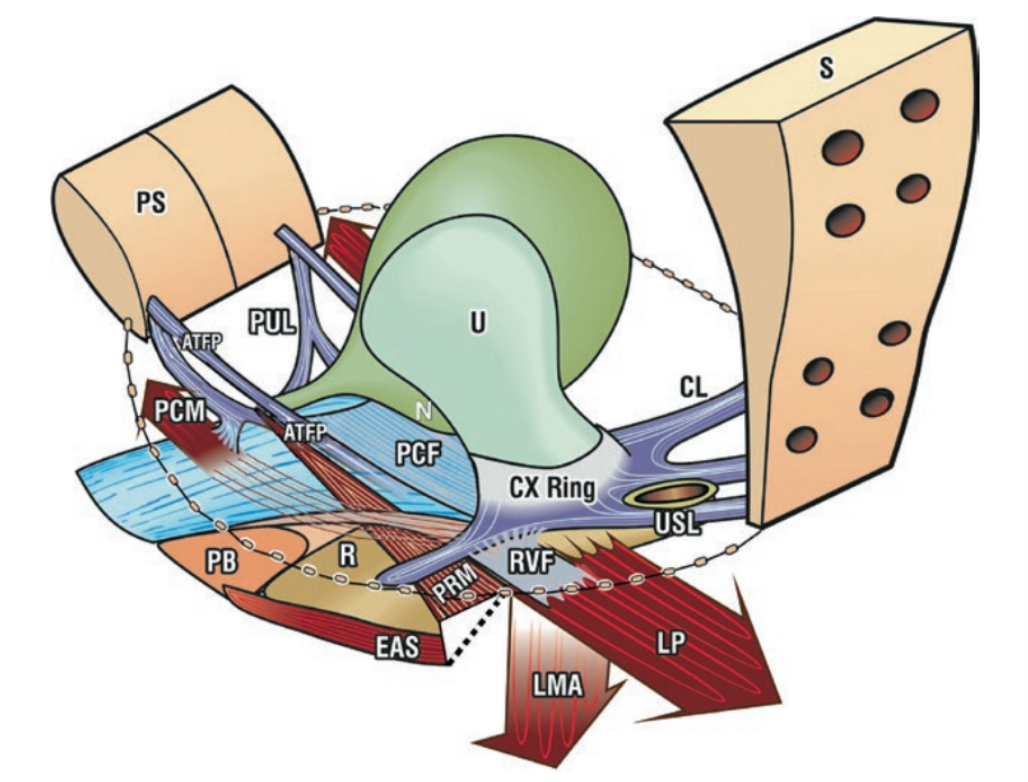 S
PS
PUL
U
ATFP
CL
PCM
N
ATFP
PCF
CX Ring
USL
PB
R
RVF
PRM
EAS
LP
LMA